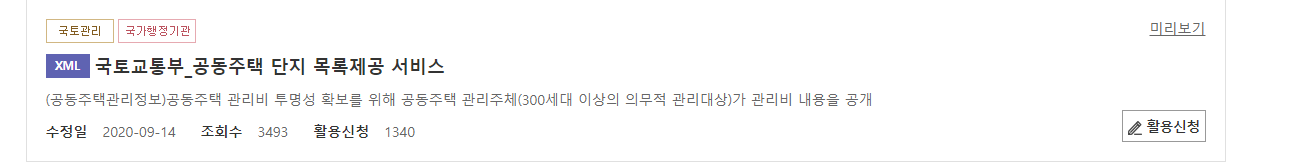 국토관리 국가행정기관 미리보기
XML 국토교통부_공동주택 단지 목록제공 서비스
(공동주택관리정보)공동주택 관리비 투명성 확보를 위해 공동주택 관리주체(300세대 이상의 의무적 관리대상)가 관리비 내용을 공개
수정일 2020-09-14 조회수 3493 활용신청 1340 활용신청